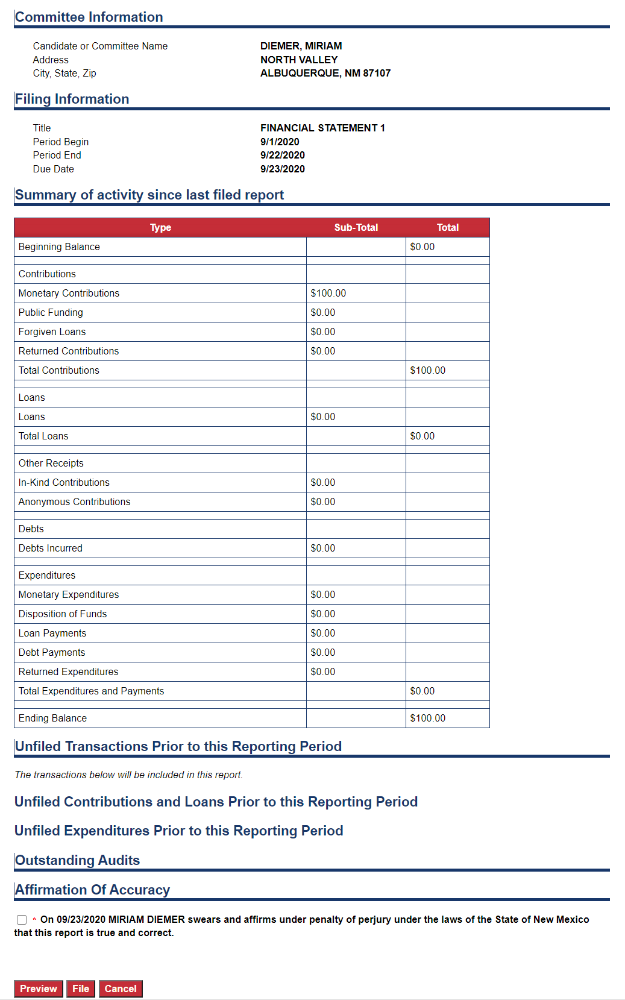 Committee Information
Candidate or Committee Name DIEMER, MIRIAM
Address NORTH VALLEY
City, State, Zip ALBUQUERQUE, NM 87107
Filing Information
Title FINANCIAL STATEMENT 1
Period Begin 9/1/2020
Period End 9/22/2020
Due Date 9/23/2020
Summary of activity since last filed report
Type Sub-Total Total
Beginning Balance $0.00
Contributions
Monetary Contributions $100.00
Public Funding $0.00
Forgiven Loans $0.00
Returned Contributions $0.00
Total Contributions $100.00
Loans
Loans $0.00
Total Loans $0.00
Other Receipts
In-Kind Contributions $0.00
Anonymous Contributions $0.00
Debts
Debts Incurred $0.00
Expenditures
Monetary Expenditures $0.00
Disposition of Funds $0.00
Loan Payments $0.00
Debt Payments $0.00
Returned Expenditures $0.00
Total Expenditures and Payments $0.00
Ending Balance $100.00
Unfiled Transactions Prior to this Reporting Period
The transactions below will be included in this report.
Unfiled Contributions and Loans Prior to this Reporting Period
Unfiled Expenditures Prior to this Reporting Period
Outstanding Audits
Affirmation Of Accuracy
* On 09/23/2020 MIRIAM DIEMER swears and affirms under penalty of perjury under the laws of the State of New Mexico
that this report is true and correct.
Preview File Cancel